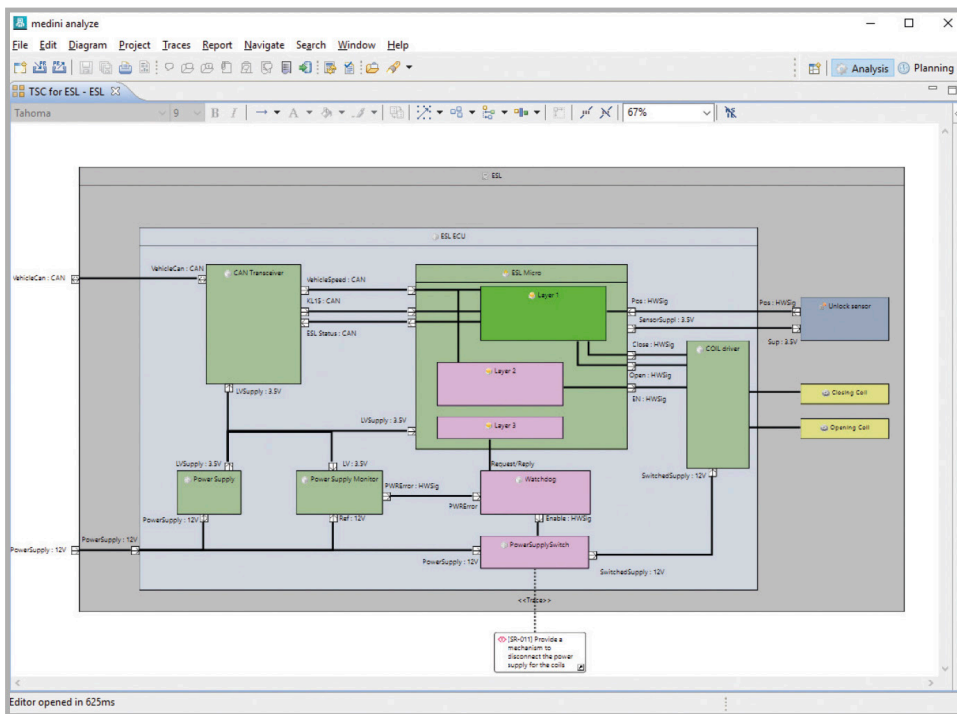 medini analyze
File Edit Diagram Project Traces Report Navigate Search Window Help
Analysis Planning
TSC for ESL - ESL
Tahoma 9 B I A 67%
ESL
ESL ECU
VehicleCan : CAN
VehicleCan : CAN
CAN Transceiver
VehicleSpeed : CAN
KL15 : CAN
ESL Status : CAN
ESL Micro
Layer 1
Layer 2
Layer 3
Pos : HWSig
Pos : HWSig
SensorSuppl : 3.5V
Sup : 3.5V
Unlock sensor
Close : HWSig
COIL driver
Open : HWSig
EN : HWSig
Closing Coil
Opening Coil
LVSupply : 3.5V
LVSupply : 3.5V
LVSupply : 3.5V
LV : 3.5V
Request/Reply
Power Supply
Power Supply Monitor
PWRError : HWSig
PWRError
Watchdog
SwitchedSupply : 12V
PowerSupply : 12V
Ref : 12V
Enable : HWSig
PowerSupply : 12V
PowerSupply : 12V
PowerSupply : 12V
PowerSupplySwitch
SwitchedSupply : 12V
<<Trace>>
[SR-011] Provide a
mechanism to
disconnect the power
supply for the coils
Editor opened in 625ms